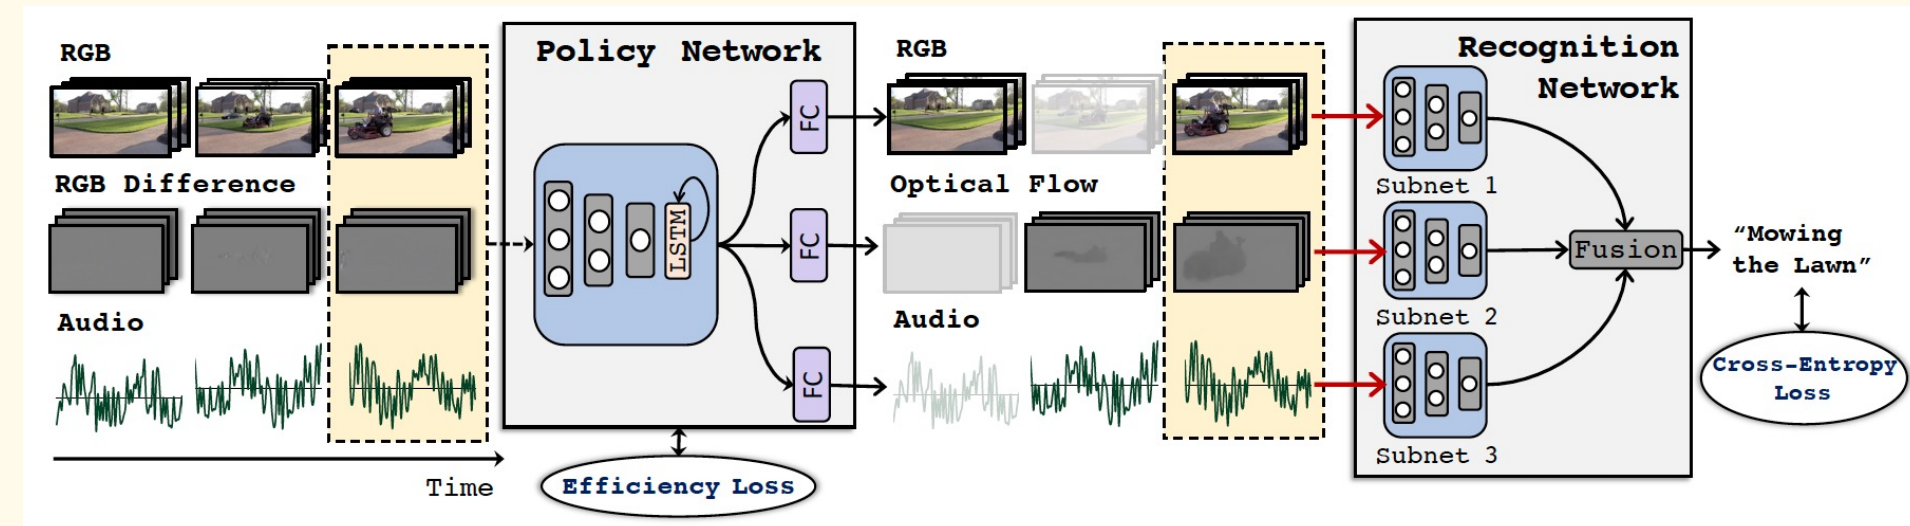 RGB
RGB Difference
Audio
Time
Policy Network
LSTM
FC
FC
FC
Efficiency Loss
RGB
Optical Flow
Audio
Recognition
Network
Subnet 1
Subnet 2
Subnet 3
Fusion
“Mowing
the Lawn”
Cross-Entropy
Loss